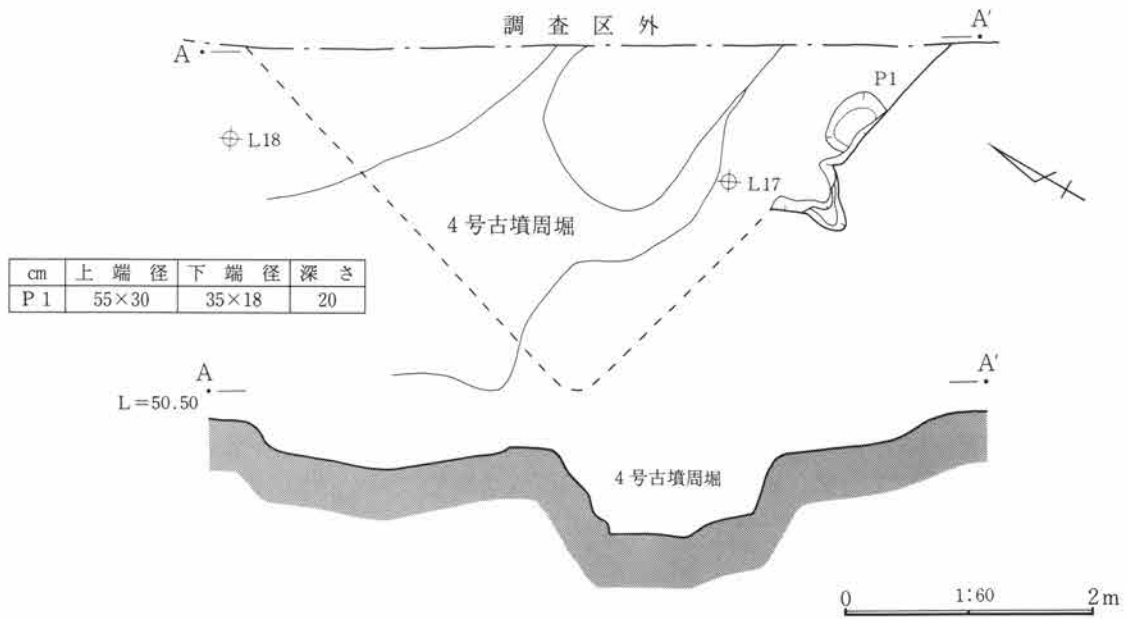 調査区外
A
A′
P1
L18
L17
4号古墳周堀
cm 上端径 下端径 深さ
P1 55×30 35×18 20
A
A′
L=50.50
4号古墳周堀
0 1:60 2m